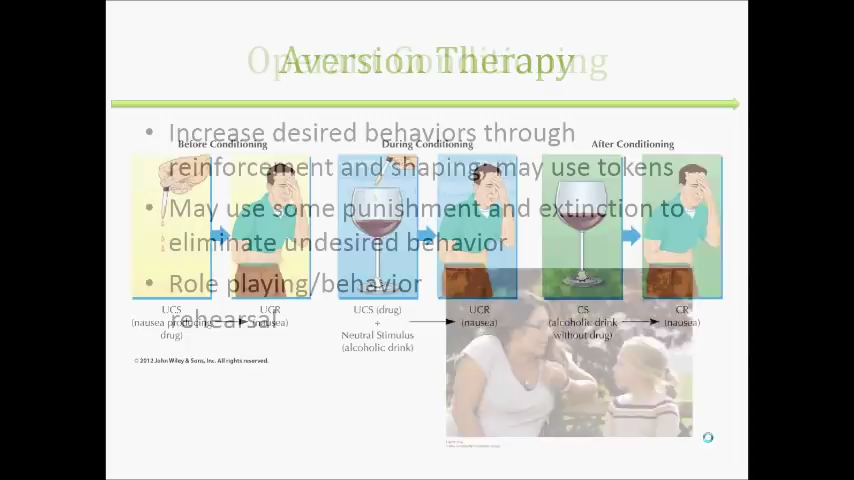 Aversion Therapy
Operant Conditioning
• Increase desired behaviors through
reinforcement and shaping, may use tokens
• May use some punishment and extinction to
eliminate undesired behavior
• Role playing/behavior
rehearsal
Before Conditioning
During Conditioning
After Conditioning
UCS
(nausea producing
drug)
UCR
(nausea)
UCS (drug)
+
Neutral Stimulus
(alcoholic drink)
UCR
(nausea)
CS
(alcoholic drink
without drug)
CR
(nausea)
© 2012 John Wiley & Sons, Inc. All rights reserved.